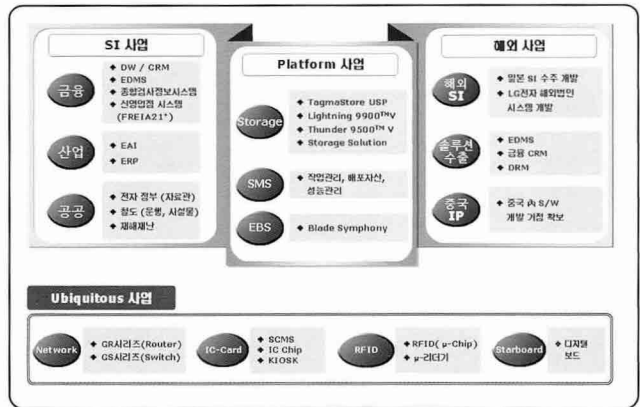 SI 사업
금융
◆ DW / CRM
◆ EDMS
◆ 종합검사정보시스템
◆ 신영업점 시스템
(FREIA21⁺)
산업
◆ EAI
◆ ERP
공공
◆ 전자 정부 (자료관)
◆ 철도 (운행, 시설물)
◆ 재해재난
Platform 사업
Storage
◆ TagmaStore USP
◆ Lightning 9900™V
◆ Thunder 9500™ V
◆ Storage Solution
SMS
◆ 작업관리, 배포자산,
성능관리
EBS
◆ Blade Symphony
해외 사업
해외
SI
◆ 일본 SI 수주 개발
◆ LG전자 해외법인
시스템 개발
솔루션
수출
◆ EDMS
◆ 금융 CRM
◆ DRM
중국
IP
◆ 중국 內 S/W
개발 거점 확보
Ubiquitous 사업
Network
◆ GR시리즈(Router)
◆ GS시리즈(Switch)
IC-Card
◆ SCMS
◆ IC Chip
◆ KIOSK
RFID
◆ RFID( μ-Chip)
◆ μ-리더기
Starboard
◆ 디지털
보드